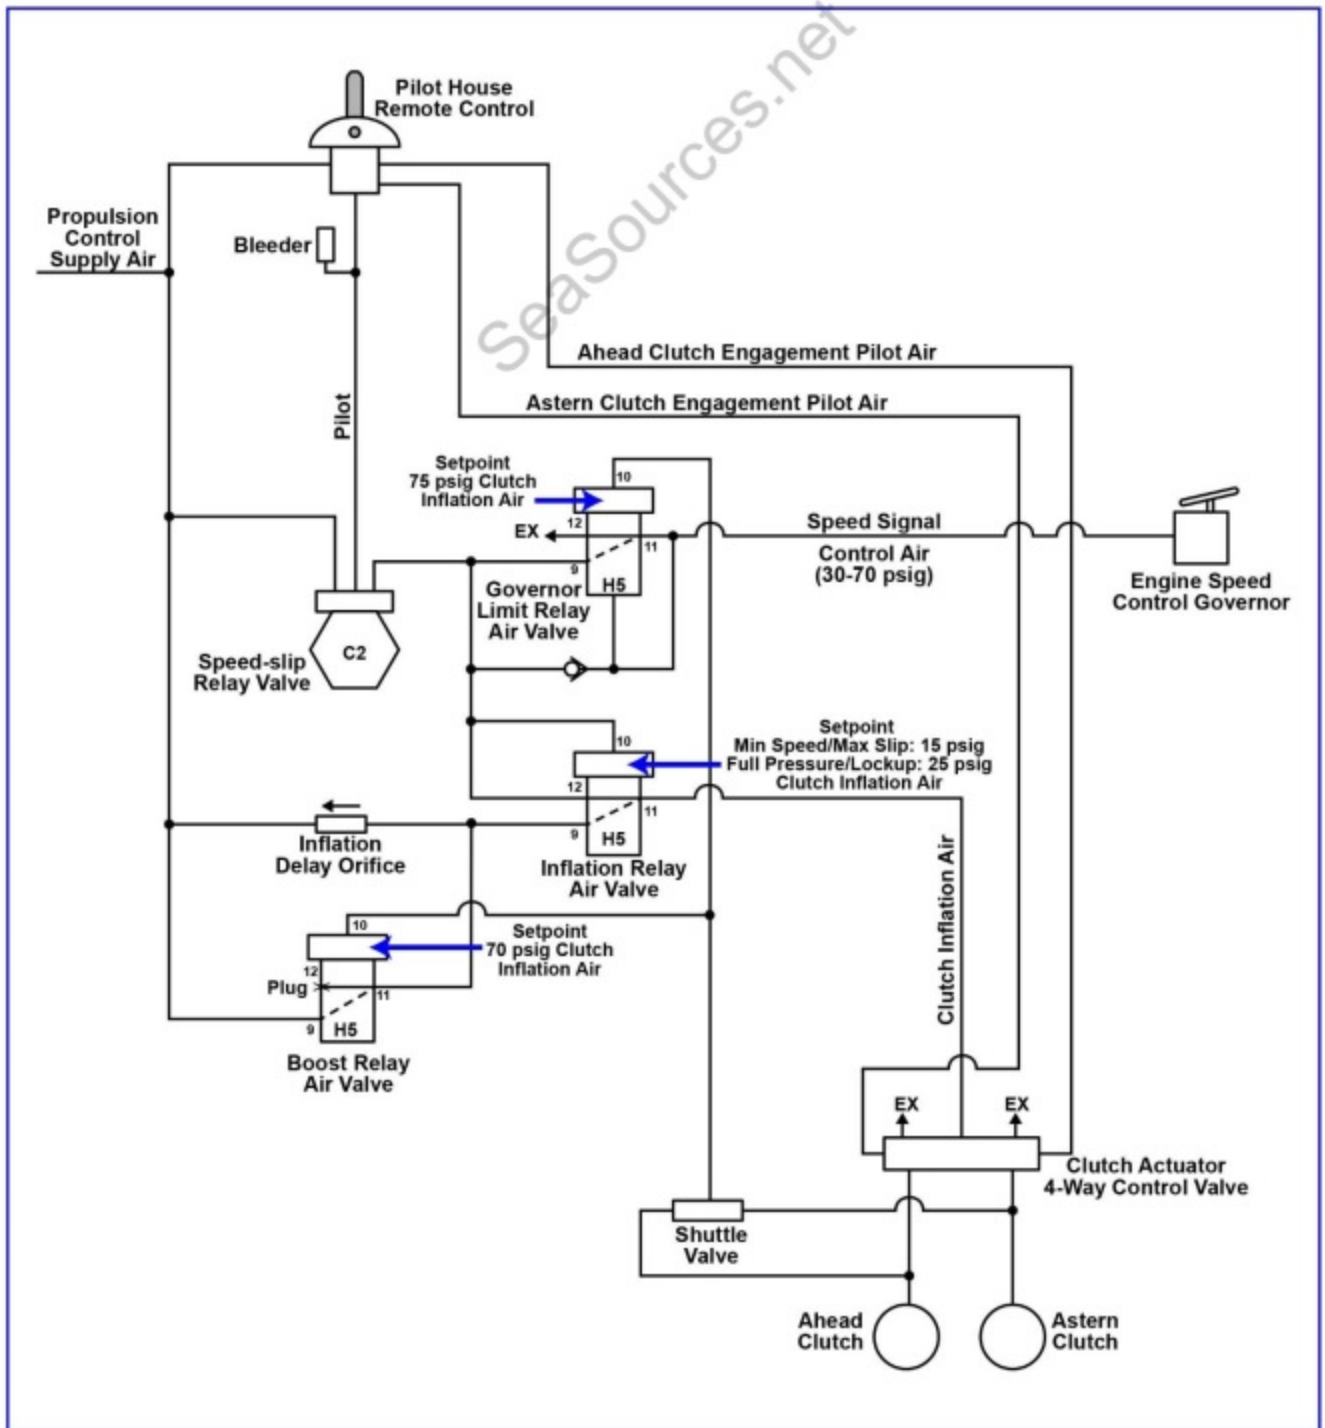 SeaSources.net
Pilot House
Remote Control
Propulsion
Control
Supply Air
Bleeder
Ahead Clutch Engagement Pilot Air
Astern Clutch Engagement Pilot Air
Pilot
Setpoint
75 psig Clutch
Inflation Air
10
12
EX
11
9
H5
Governor
Limit Relay
Air Valve
Speed Signal
Control Air
(30-70 psig)
Engine Speed
Control Governor
C2
Speed-slip
Relay Valve
Setpoint
Min Speed/Max Slip: 15 psig
Full Pressure/Lockup: 25 psig
Clutch Inflation Air
10
12
11
9
H5
Inflation Relay
Air Valve
Inflation
Delay Orifice
Clutch Inflation Air
10
Setpoint
70 psig Clutch
Inflation Air
12
Plug
11
9
H5
Boost Relay
Air Valve
EX
EX
Clutch Actuator
4-Way Control Valve
Shuttle
Valve
Ahead
Clutch
Astern
Clutch